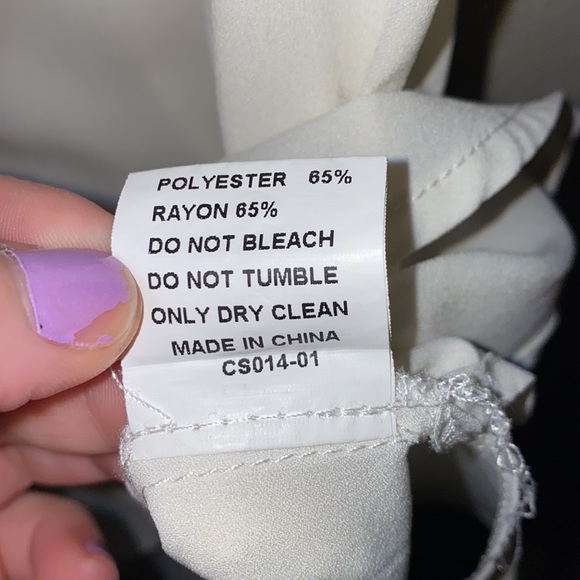 POLYESTER 65%
RAYON 65%
DO NOT BLEACH
DO NOT TUMBLE
ONLY DRY CLEAN
MADE IN CHINA
CS014-01